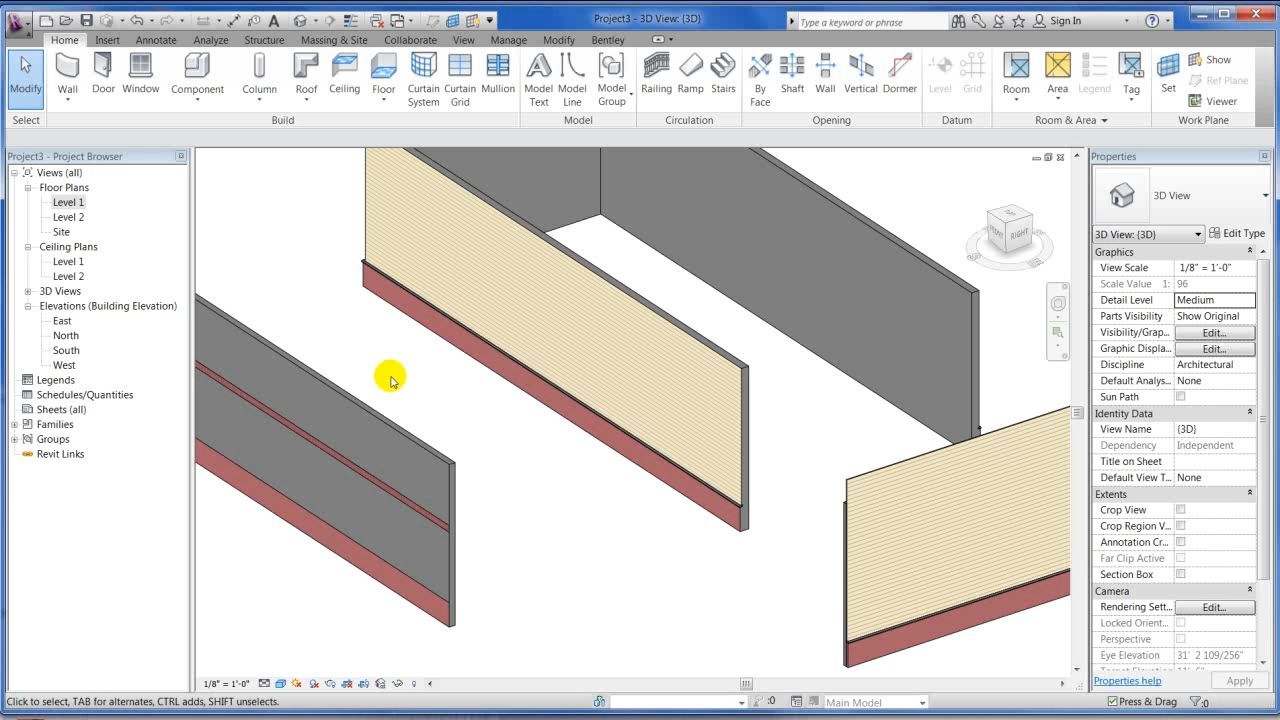 Project3 - 3D View: {3D}
Type a keyword or phrase
Sign In
Home Insert Annotate Analyze Structure Massing & Site Collaborate View Manage Modify Bentley
Modify Wall Door Window Component Column Roof Ceiling Floor Curtain System Curtain Grid Mullion Model Text Model Line Model Group Railing Ramp Stairs By Face Shaft Wall Vertical Dormer Level Grid Room Area Legend Tag Set Show Ref Plane Viewer
Select Build Model Circulation Opening Datum Room & Area Work Plane
Project3 - Project Browser
Views (all)
Floor Plans
Level 1
Level 2
Site
Ceiling Plans
Level 1
Level 2
3D Views
Elevations (Building Elevation)
East
North
South
West
Legends
Schedules/Quantities
Sheets (all)
Families
Groups
Revit Links
RIGHT
Properties
3D View
3D View: {3D} Edit Type
Graphics
View Scale 1/8" = 1'-0"
Scale Value 1: 96
Detail Level Medium
Parts Visibility Show Original
Visibility/Grap... Edit...
Graphic Displa... Edit...
Discipline Architectural
Default Analys... None
Sun Path
Identity Data
View Name {3D}
Dependency Independent
Title on Sheet
Default View T... None
Extents
Crop View
Crop Region V...
Annotation Cr...
Far Clip Active
Section Box
Camera
Rendering Sett... Edit...
Locked Orient...
Perspective
Eye Elevation 31' 2 109/256"
Properties help Apply
1/8" = 1'-0"
Click to select, TAB for alternates, CTRL adds, SHIFT unselects.
:0
Main Model
Press & Drag
:0